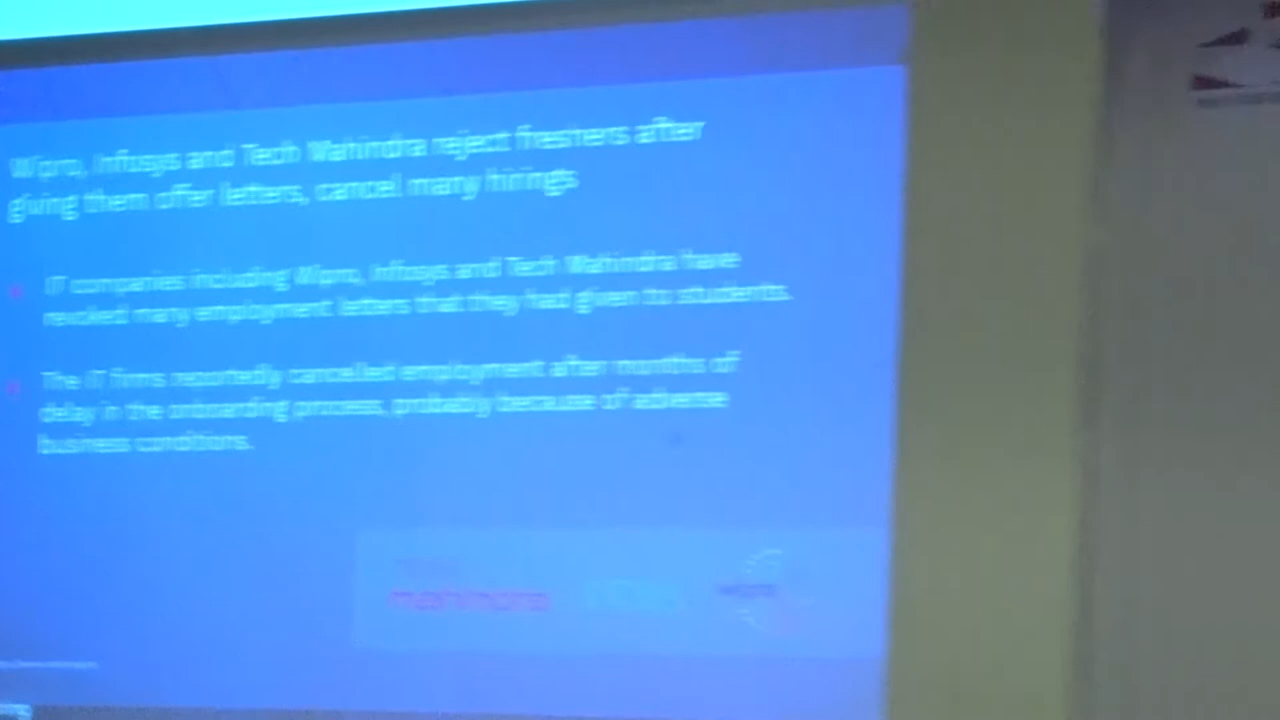 Wipro, Infosys and Tech Mahindra reject freshers after
giving them offer letters, cancel many hirings
IT companies including Wipro, Infosys and Tech Mahindra have
revoked many employment letters that they had given to students.
The IT firms reportedly cancelled employment after months of
delay in the onboarding process, probably because of adverse
business conditions.
mahindra
wipro